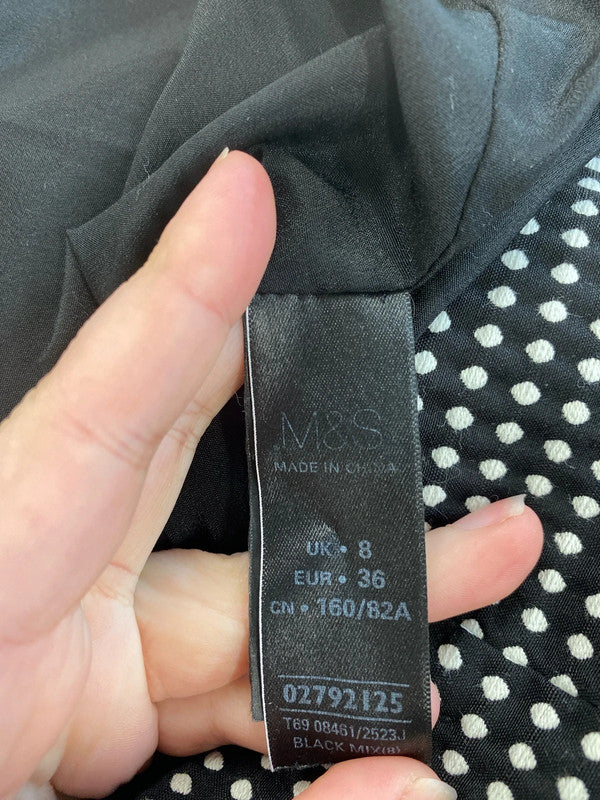 M&S
MADE IN CHINA
UK • 8
EUR • 36
CN • 160/82A
02792125
T69 08461/2523J
BLACK MIX(8)